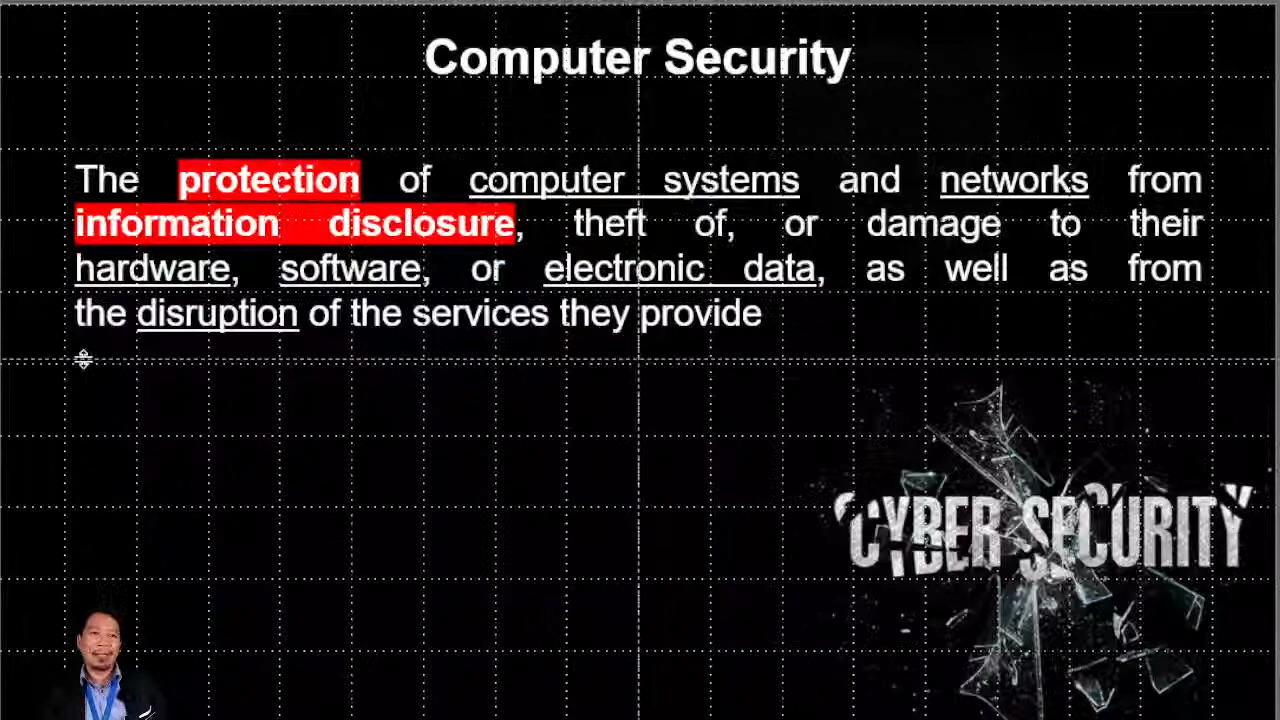 Computer Security
The protection of computer systems and networks from
information disclosure, theft of, or damage to their
hardware, software, or electronic data, as well as from
the disruption of the services they provide
CYBER SECURITY